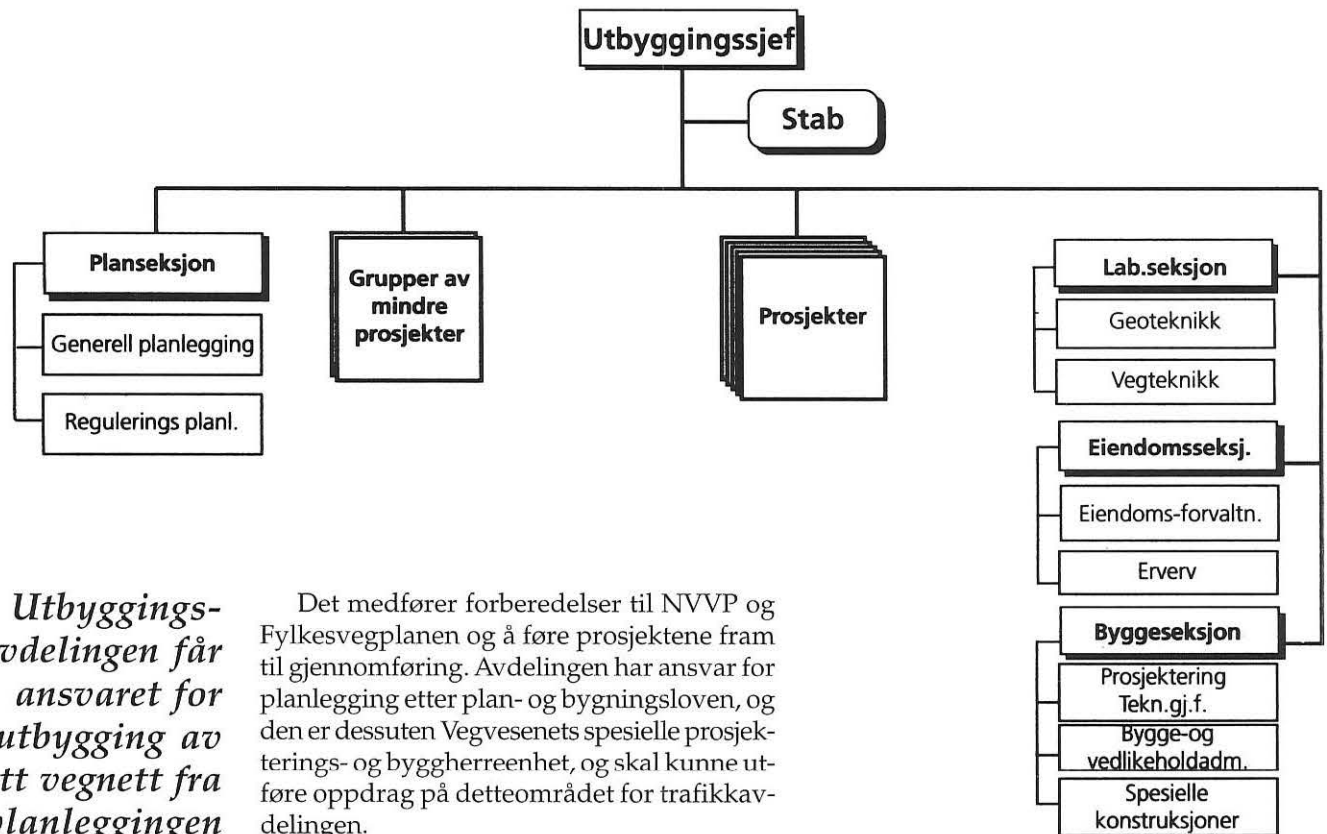 Utbyggingssjef
Stab
Planseksjon
Generell planlegging
Regulerings planl.
Grupper av
mindre
prosjekter
Prosjekter
Lab.seksjon
Geoteknikk
Vegteknikk
Eiendomsseksj.
Eiendoms-forvaltn.
Erverv
Byggeseksjon
Prosjektering
Tekn.gj.f.
Bygge-og
vedlikeholdadm.
Spesielle
konstruksjoner
Utbyggings-
vdelingen får
ansvaret for
utbygging av
tt vegnett fra
planleggingen
Det medfører forberedelser til NVVP og
Fylkesvegplanen og å føre prosjektene fram
til gjennomføring. Avdelingen har ansvar for
planlegging etter plan- og bygningsloven, og
den er dessuten Vegvesenets spesielle prosjek-
terings- og byggherreenhet, og skal kunne ut-
føre oppdrag på detteområdet for trafikkav-
delingen.